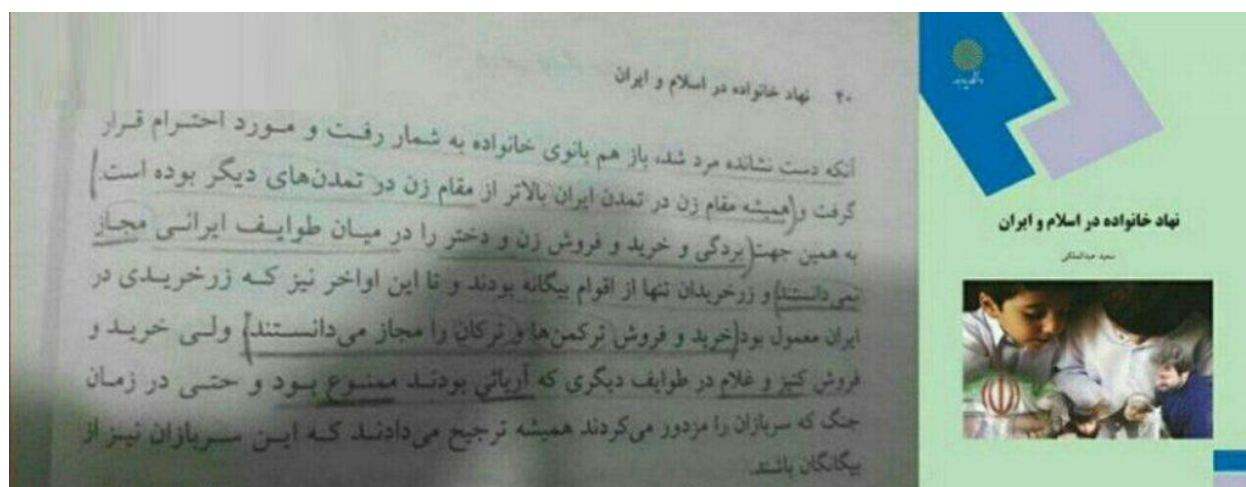 ۲۰ نهاد خانواده در اسلام و ایران
آنکه دست نشانده مرد شد، باز هم بانوی خانواده به شمار رفت و مورد احترام قرار
گرفت و (همیشه مقام زن در تمدن ایران بالاتر از مقام زن در تمدن‌های دیگر بوده است.)
به همین جهت (بردگی و خرید و فروش زن و دختر را در میان طوایف ایرانی مجاز
نمی‌دانستند) و زرخریدان تنها از اقوام بیگانه بودند و تا این اواخر نیز که زرخریدی در
ایران معمول بود (خرید و فروش ترکمن‌ها و ترکان را مجاز می‌دانستند) ولی خرید و
فروش کنیز و غلام در طوایف دیگری که آریائی بودند ممنوع بود و حتی در زمان
جنگ که سربازان را مزدور می‌کردند همیشه ترجیح می‌دادند که این سربازان نیز از
بیگانگان باشند.
نهاد خانواده در اسلام و ایران
سعید عبدالملکی